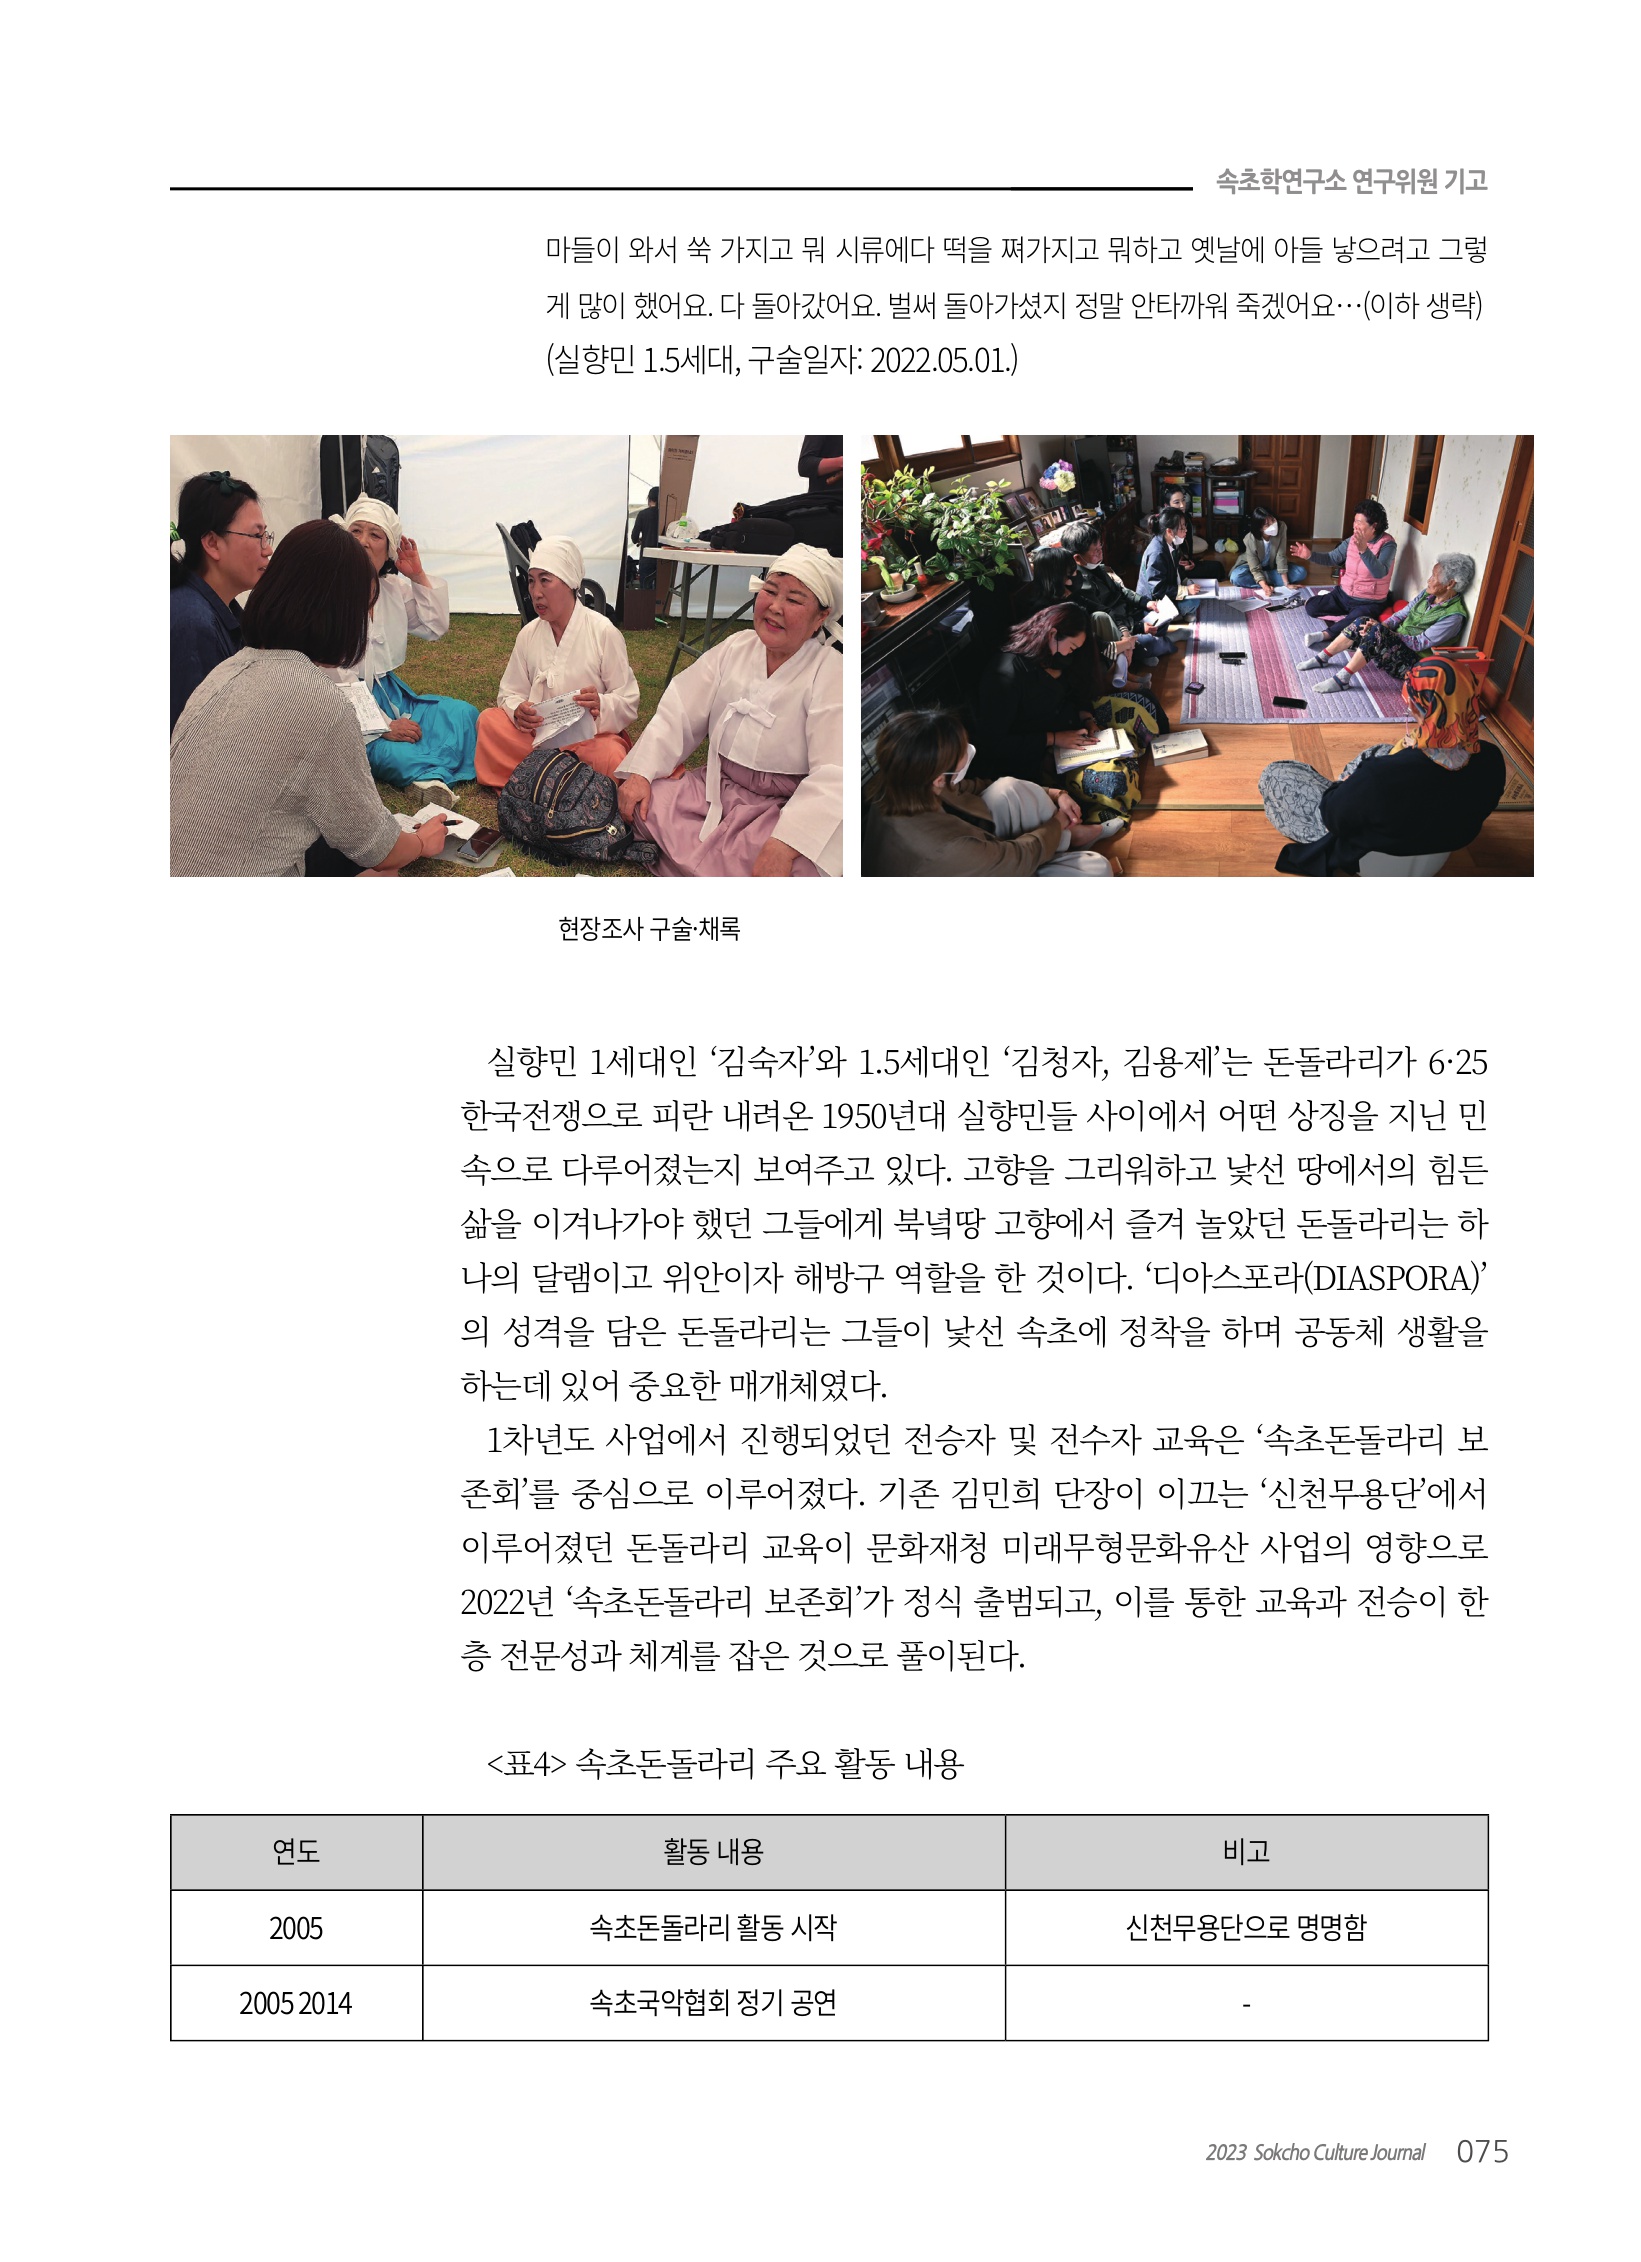 속초학연구소 연구위원 기고
마들이 와서 쑥 가지고 뭐 시류에다 떡을 쪄가지고 뭐하고 옛날에 아들 낳으려고 그렇
게 많이 했어요. 다 돌아갔어요. 벌써 돌아가셨지 정말 안타까워 죽겠어요…(이하 생략)
(실향민 1.5세대, 구술일자: 2022.05.01.)
현장조사 구술·채록
실향민 1세대인 ‘김숙자’와 1.5세대인 ‘김청자, 김용제’는 돈돌라리가 6·25
한국전쟁으로 피란 내려온 1950년대 실향민들 사이에서 어떤 상징을 지닌 민
속으로 다루어졌는지 보여주고 있다. 고향을 그리워하고 낯선 땅에서의 힘든
삶을 이겨나가야 했던 그들에게 북녘땅 고향에서 즐겨 놀았던 돈돌라리는 하
나의 달램이고 위안이자 해방구 역할을 한 것이다. ‘디아스포라(DIASPORA)’
의 성격을 담은 돈돌라리는 그들이 낯선 속초에 정착을 하며 공동체 생활을
하는데 있어 중요한 매개체였다.
1차년도 사업에서 진행되었던 전승자 및 전수자 교육은 ‘속초돈돌라리 보
존회’를 중심으로 이루어졌다. 기존 김민희 단장이 이끄는 ‘신천무용단’에서
이루어졌던 돈돌라리 교육이 문화재청 미래무형문화유산 사업의 영향으로
2022년 ‘속초돈돌라리 보존회’가 정식 출범되고, 이를 통한 교육과 전승이 한
층 전문성과 체계를 잡은 것으로 풀이된다.
<표4> 속초돈돌라리 주요 활동 내용
연도 활동 내용 비고
2005 속초돈돌라리 활동 시작 신천무용단으로 명명함
2005 2014 속초국악협회 정기 공연 -
2023 Sokcho Culture Journal 075